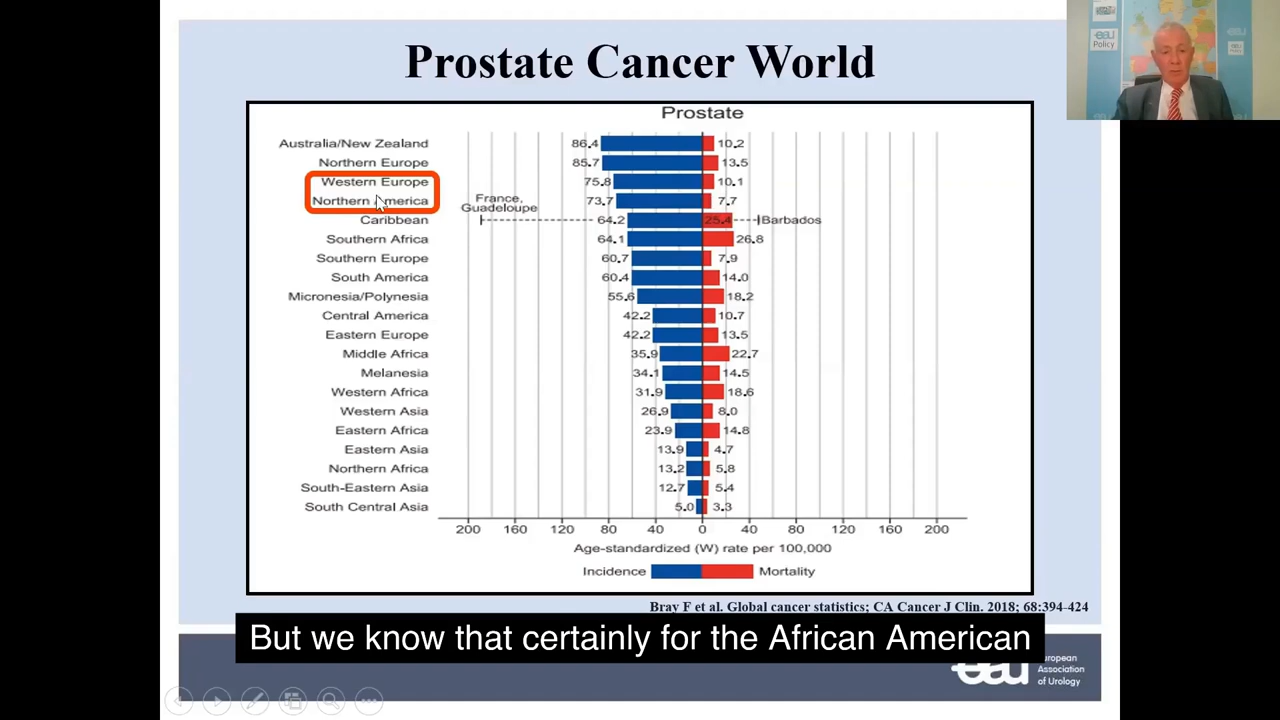 Prostate Cancer World
Prostate
Australia/New Zealand 86.4 10.2
Northern Europe 85.7 13.5
Western Europe 75.8 10.1
Northern America 73.7 7.7
France,
Guadeloupe
Caribbean 64.2 25.4 Barbados
Southern Africa 64.1 26.8
Southern Europe 60.7 7.9
South America 60.4 14.0
Micronesia/Polynesia 55.6 18.2
Central America 42.2 10.7
Eastern Europe 42.2 13.5
Middle Africa 35.9 22.7
Melanesia 34.1 14.5
Western Africa 31.9 18.6
Western Asia 26.9 8.0
Eastern Africa 23.9 14.8
Eastern Asia 13.9 4.7
Northern Africa 13.2 5.8
South-Eastern Asia 12.7 5.4
South Central Asia 5.0 3.3
200 160 120 80 40 0 40 80 120 160 200
Age-standardized (W) rate per 100,000
Incidence Mortality
Bray F et al. Global cancer statistics; CA Cancer J Clin. 2018; 68:394-424
But we know that certainly for the African American
eau
Association
of Urology
eau
Policy
eau